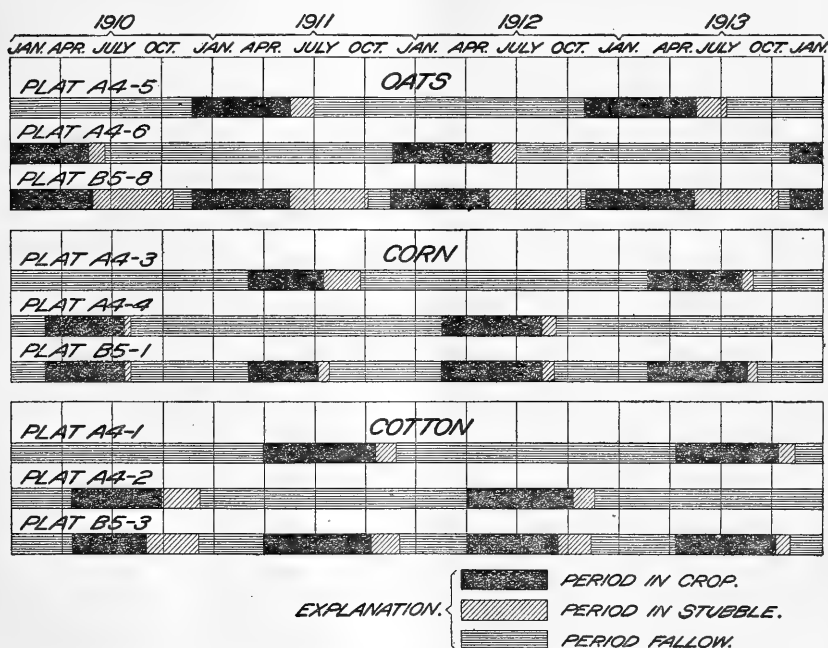 1910 1911 1912 1913
JAN. APR. JULY OCT. JAN. APR. JULY OCT. JAN. APR. JULY OCT. JAN. APR. JULY OCT. JAN.
PLAT A4-5 OATS
PLAT A4-6
PLAT B5-8
PLAT A4-3 CORN
PLAT A4-4
PLAT B5-1
PLAT A4-1 COTTON
PLAT A4-2
PLAT B5-3
PERIOD IN CROP.
EXPLANATION. PERIOD IN STUBBLE.
PERIOD FALLOW.